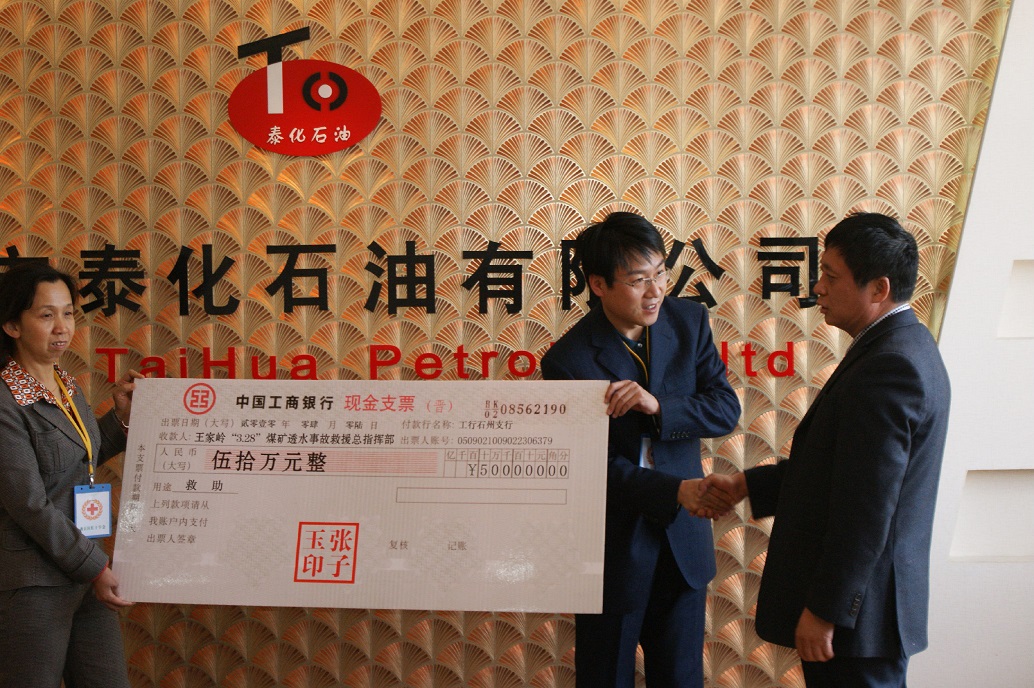 泰化石油
泰化石油有限公司
TaiHua Petro ltd
中国工商银行 现金支票 (晋) 08562190
出票日期(大写) 贰零壹零 年 零肆 月 零陆 日 付款行名称: 工行石州支行
收款人: 王家岭“3.28”煤矿透水事故救援总指挥部 出票人账号: 0509021009022306379
人民币
(大写) 伍拾万元整
亿千百十万千百十元角分
¥50000000
用途 救 助
上列款项请从
我账户内支付
出票人签章
复核 记账
张子玉印
本支票付款期